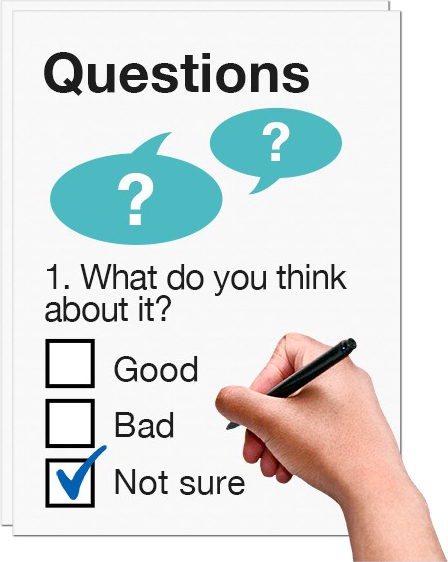 Questions
? ?
1. What do you think
about it?
Good
Bad
Not sure